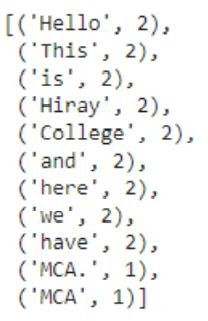 [('Hello', 2),
('This', 2),
('is', 2),
('Hiray', 2),
('College', 2),
('and', 2),
('here', 2),
('we', 2),
('have', 2),
('MCA.', 1),
('MCA', 1)]